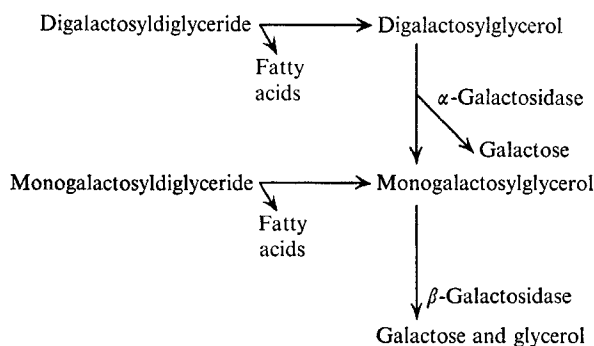 Digalactosyldiglyceride
Digalactosylglycerol
Fatty
acids
α-Galactosidase
Galactose
Monogalactosyldiglyceride
Monogalactosylglycerol
Fatty
acids
β-Galactosidase
Galactose and glycerol